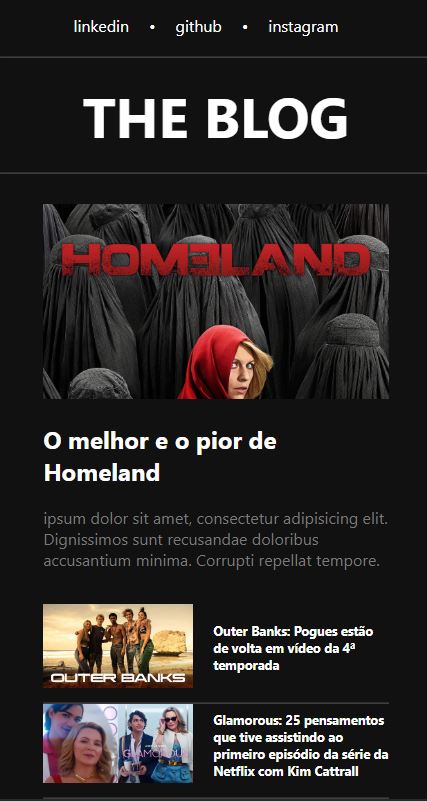 linkedin • github • instagram
THE BLOG
HOMELAND
O melhor e o pior de
Homeland
ipsum dolor sit amet, consectetur adipisicing elit.
Dignissimos sunt recusandae doloribus
accusantium minima. Corrupti repellat tempore.
OUTER BANKS
Outer Banks: Pogues estão
de volta em vídeo da 4ª
temporada
GLAMOROUS
Glamorous: 25 pensamentos
que tive assistindo ao
primeiro episódio da série da
Netflix com Kim Cattrall